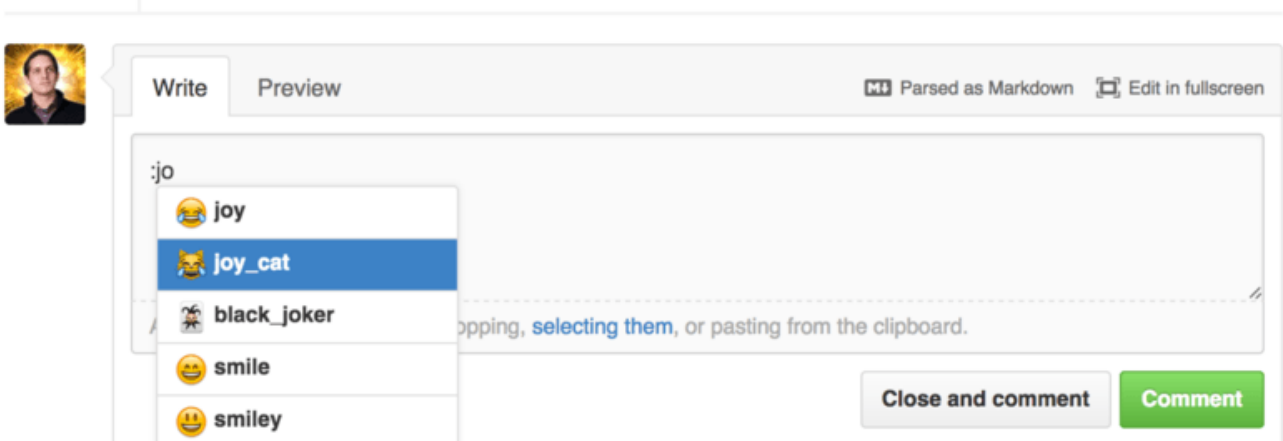 Write Preview Parsed as Markdown Edit in fullscreen
:jo
joy
joy_cat
black_joker
opping, selecting them, or pasting from the clipboard.
smile
Close and comment Comment
smiley